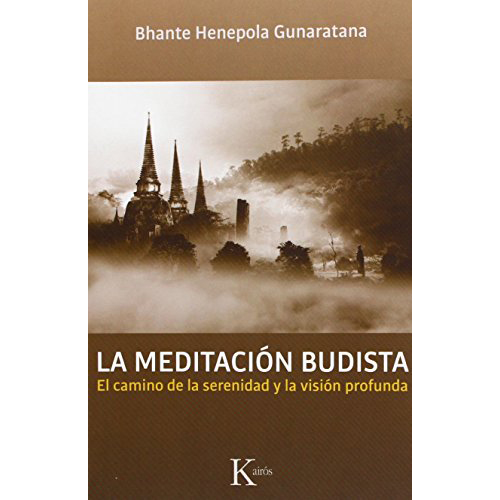 Bhante Henepola Gunaratana
LA MEDITACIÓN BUDISTA
El camino de la serenidad y la visión profunda
Kairós